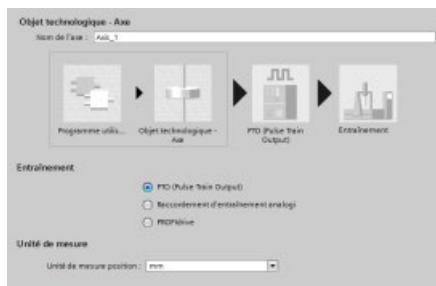 Objet technologique - Axe
Nom de l'axe : Axis_1
Programme utilis...
Objet technologique - Axe
PTO (Pulse Train Output)
Entraînement
Entraînement
PTO (Pulse Train Output)
Raccordement d'entraînement analogi
PROFIdrive
Unité de mesure
Unité de mesure position : mm